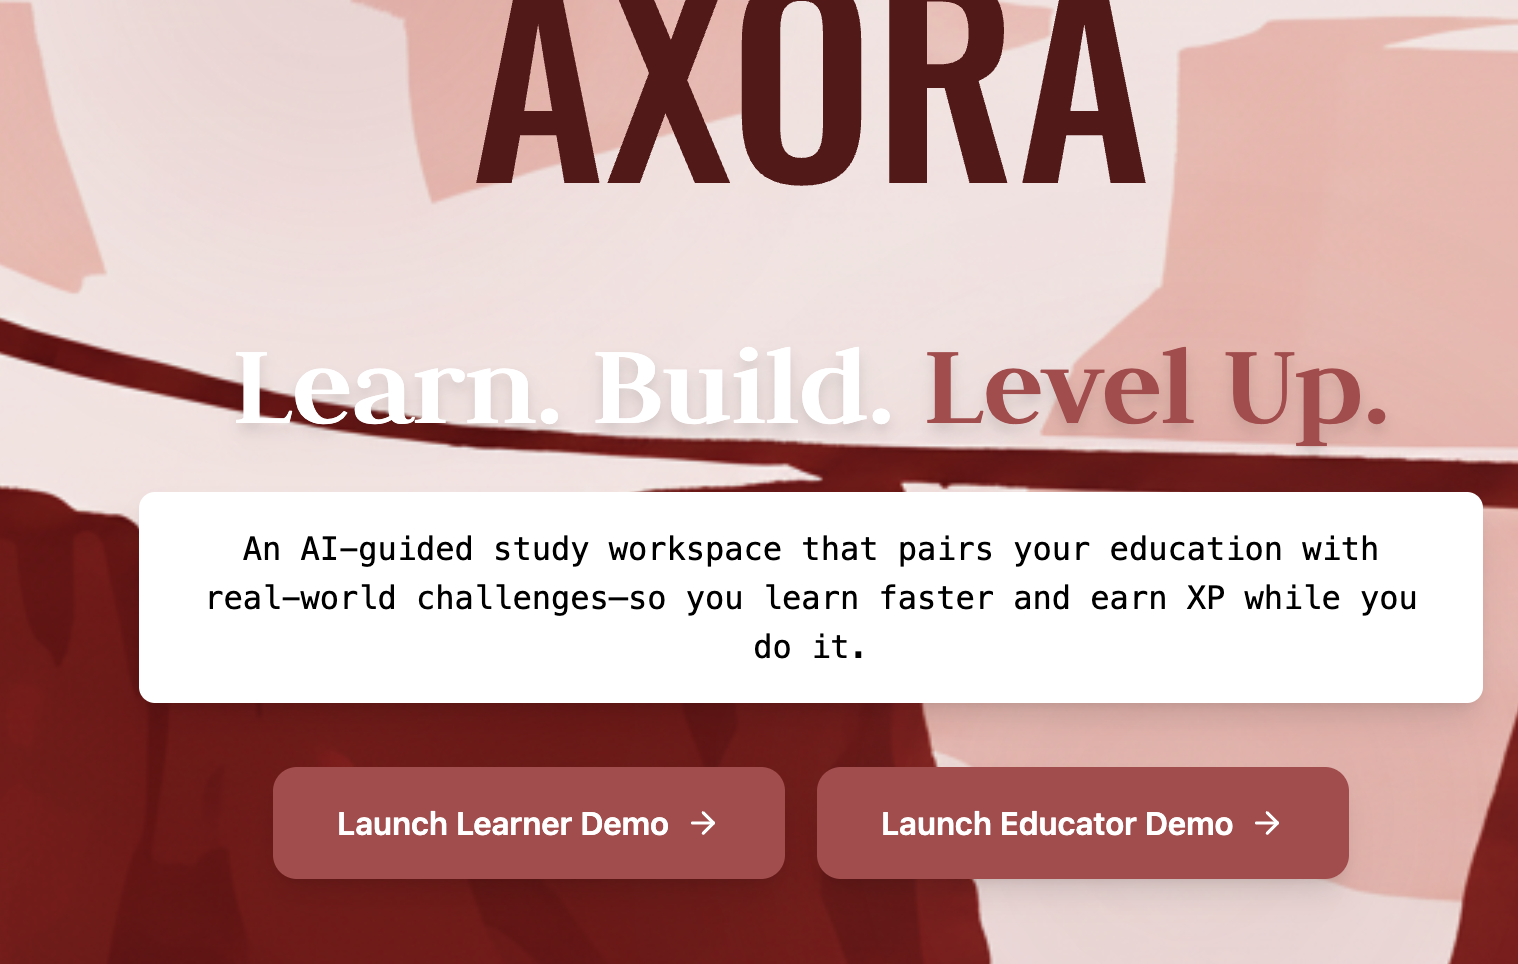 AXORA
Learn. Build. Level Up.
An AI-guided study workspace that pairs your education with
real-world challenges—so you learn faster and earn XP while you
do it.
Launch Learner Demo →
Launch Educator Demo →